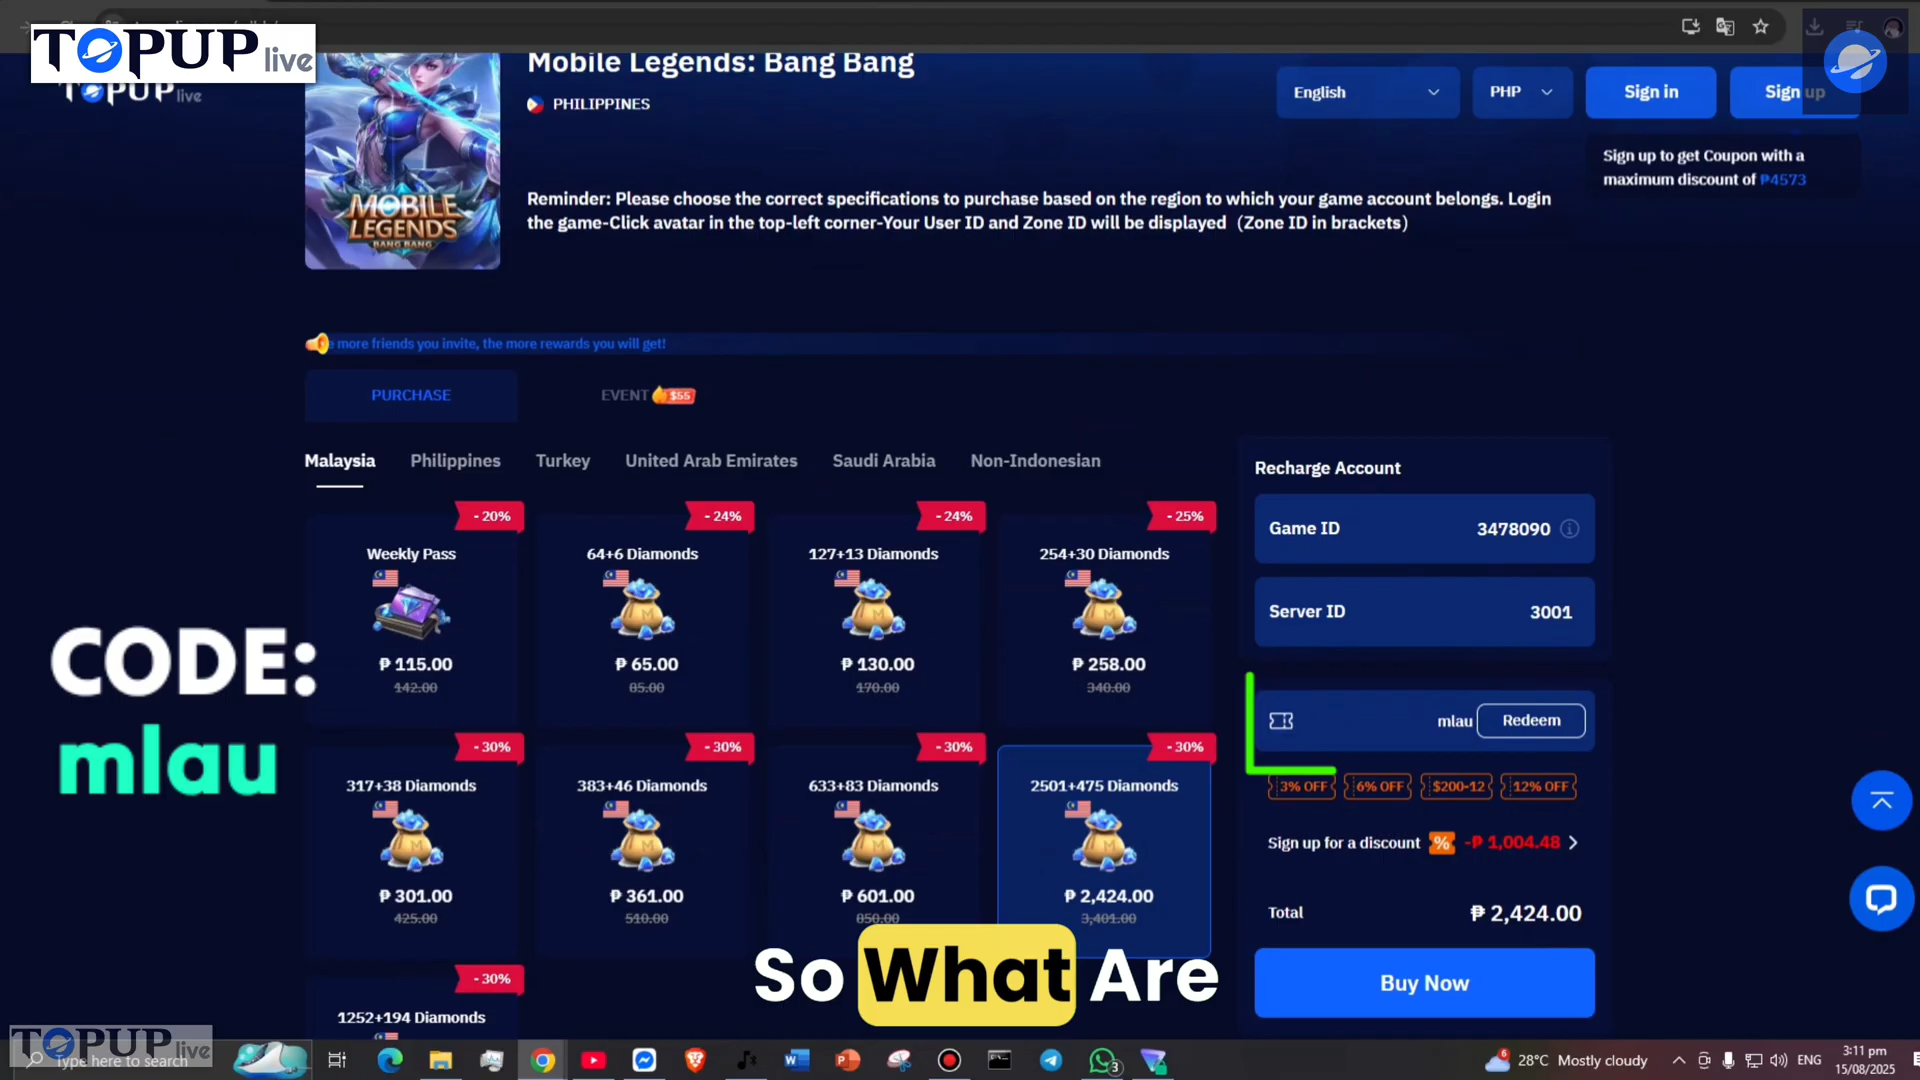 TOPUP live
TOPUP live
Mobile Legends: Bang Bang
PHILIPPINES
English
PHP
Sign in
Sign up
Sign up to get Coupon with a
maximum discount of ₱4573
Reminder: Please choose the correct specifications to purchase based on the region to which your game account belongs. Login
the game-Click avatar in the top-left corner-Your User ID and Zone ID will be displayed（Zone ID in brackets）
MOBILE
LEGENDS
BANG BANG
more friends you invite, the more rewards you will get!
PURCHASE
EVENT $55
Malaysia Philippines Turkey United Arab Emirates Saudi Arabia Non-Indonesian
- 20% - 24% - 24% - 25%
Weekly Pass 64+6 Diamonds 127+13 Diamonds 254+30 Diamonds
₱ 115.00 ₱ 65.00 ₱ 130.00 ₱ 258.00
142.00 85.00 170.00 340.00
- 30% - 30% - 30% - 30%
317+38 Diamonds 383+46 Diamonds 633+83 Diamonds 2501+475 Diamonds
₱ 301.00 ₱ 361.00 ₱ 601.00 ₱ 2,424.00
425.00 510.00 850.00 3,401.00
- 30%
1252+194 Diamonds
Recharge Account
Game ID 3478090
Server ID 3001
mlau Redeem
3% OFF 6% OFF $200-12 12% OFF
Sign up for a discount % -₱ 1,004.48
Total ₱ 2,424.00
Buy Now
CODE:
mlau
So What Are
TOPUP live
Type here to search
28°C Mostly cloudy
ENG
3:11 pm
15/08/2025